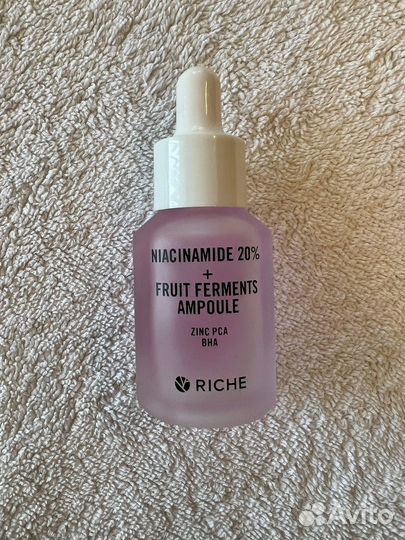 NIACINAMIDE 20%
+
FRUIT FERMENTS
AMPOULE
ZINC PCA
BHA
RICHE
Avito